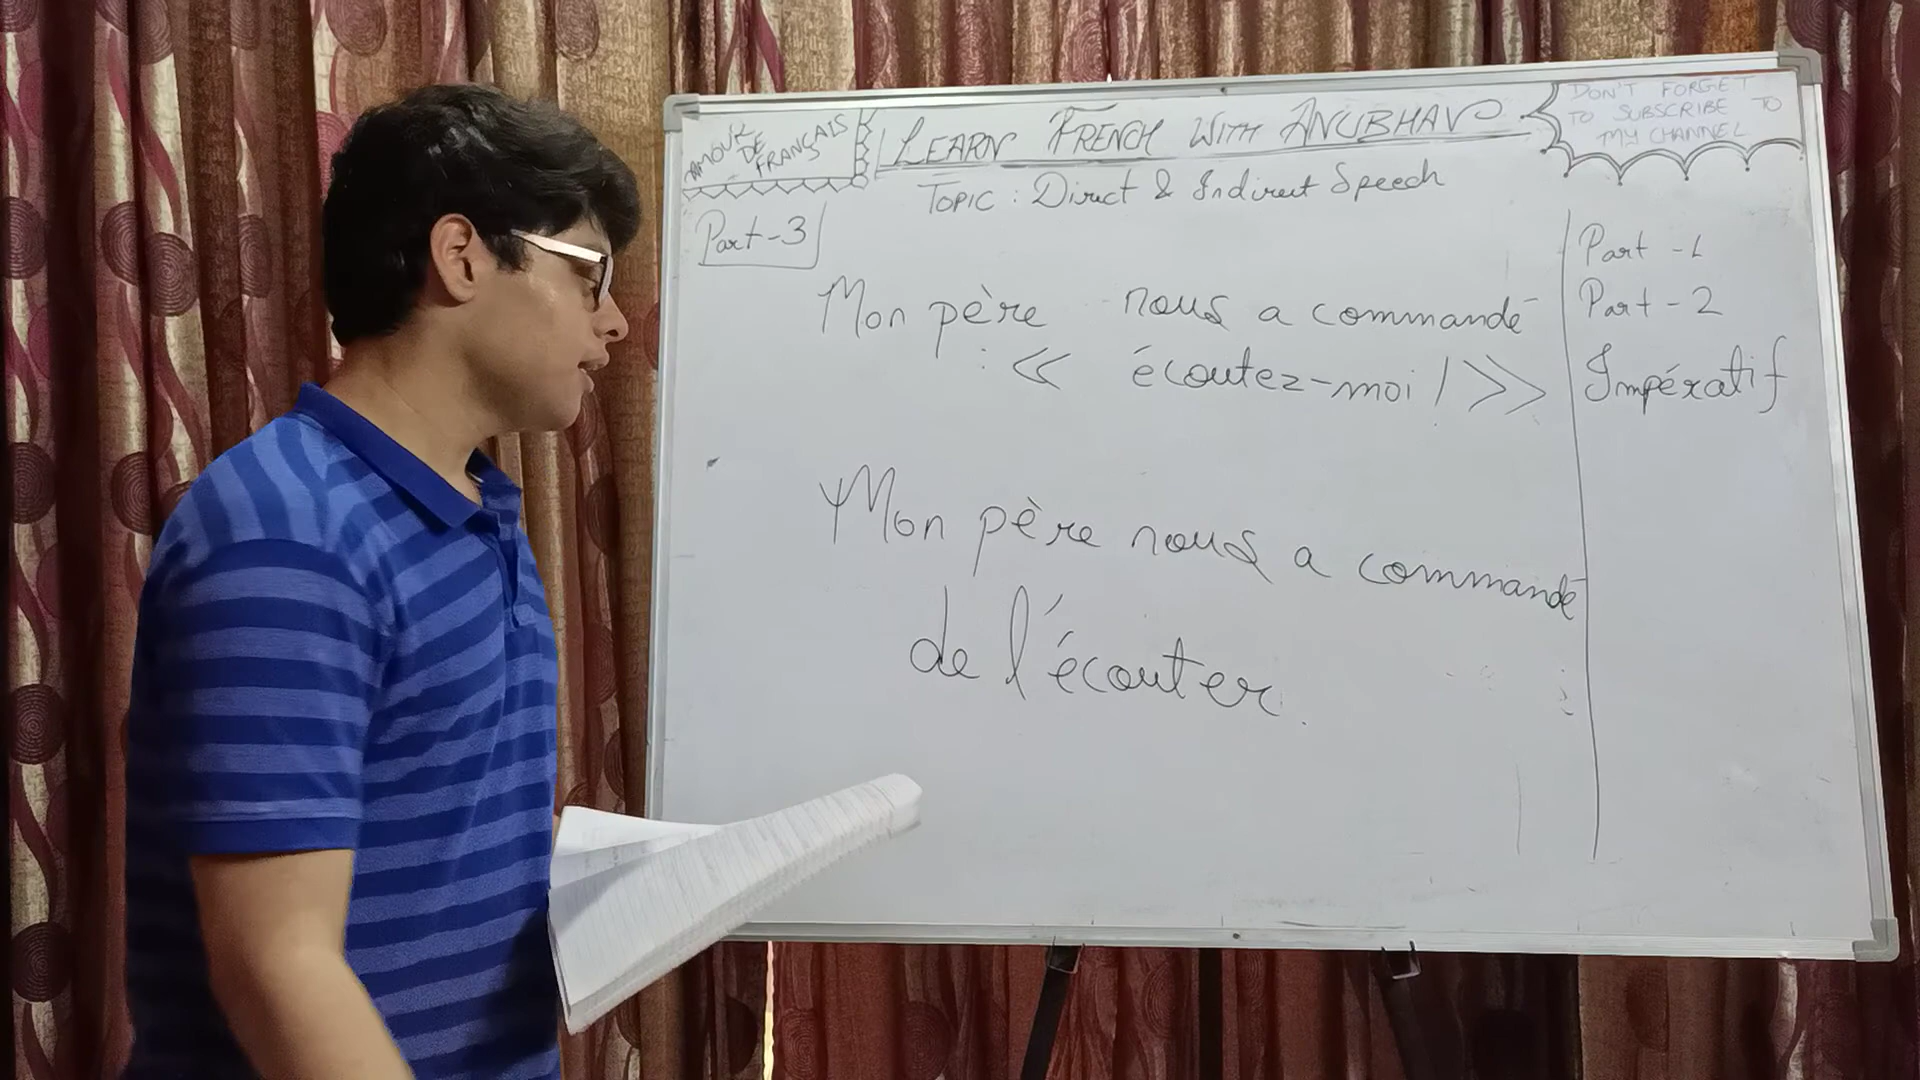 AMOUR
DE
FRANÇAIS
LEARN FRENCH WITH ANUBHAV
DON'T FORGET
TO SUBSCRIBE TO
MY CHANNEL
TOPIC : Direct & Indirect Speech
Part-3
Mon père nous a commandé
: << écoutez-moi ! >>
Mon père nous a commandé
de l'écouter.
Part - 1
Part - 2
Impératif